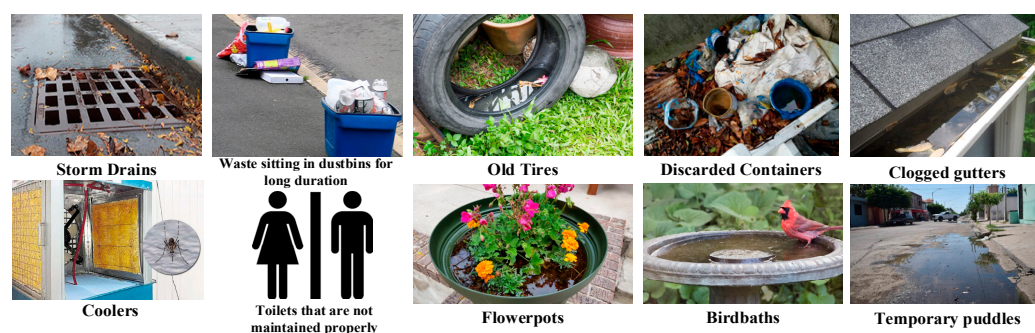 Storm Drains
Waste sitting in dustbins for
long duration
Old Tires
Discarded Containers
Clogged gutters
Coolers
Toilets that are not
maintained properly
Flowerpots
Birdbaths
Temporary puddles